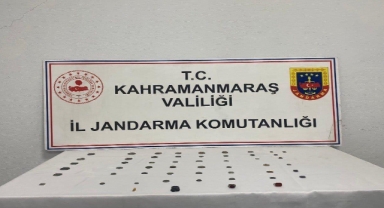 T.C.
KAHRAMANMARAŞ
VALİLİĞİ
İL JANDARMA KOMUTANLIĞI